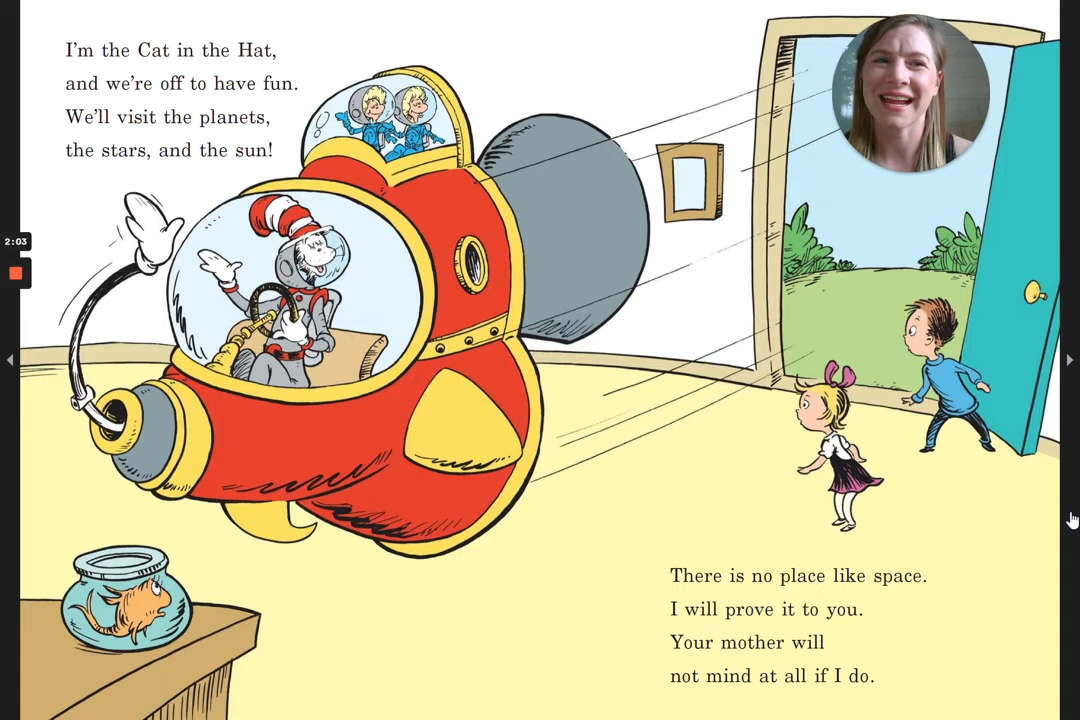 I'm the Cat in the Hat,
and we're off to have fun.
We'll visit the planets,
the stars, and the sun!
2:03
There is no place like space.
I will prove it to you.
Your mother will
not mind at all if I do.